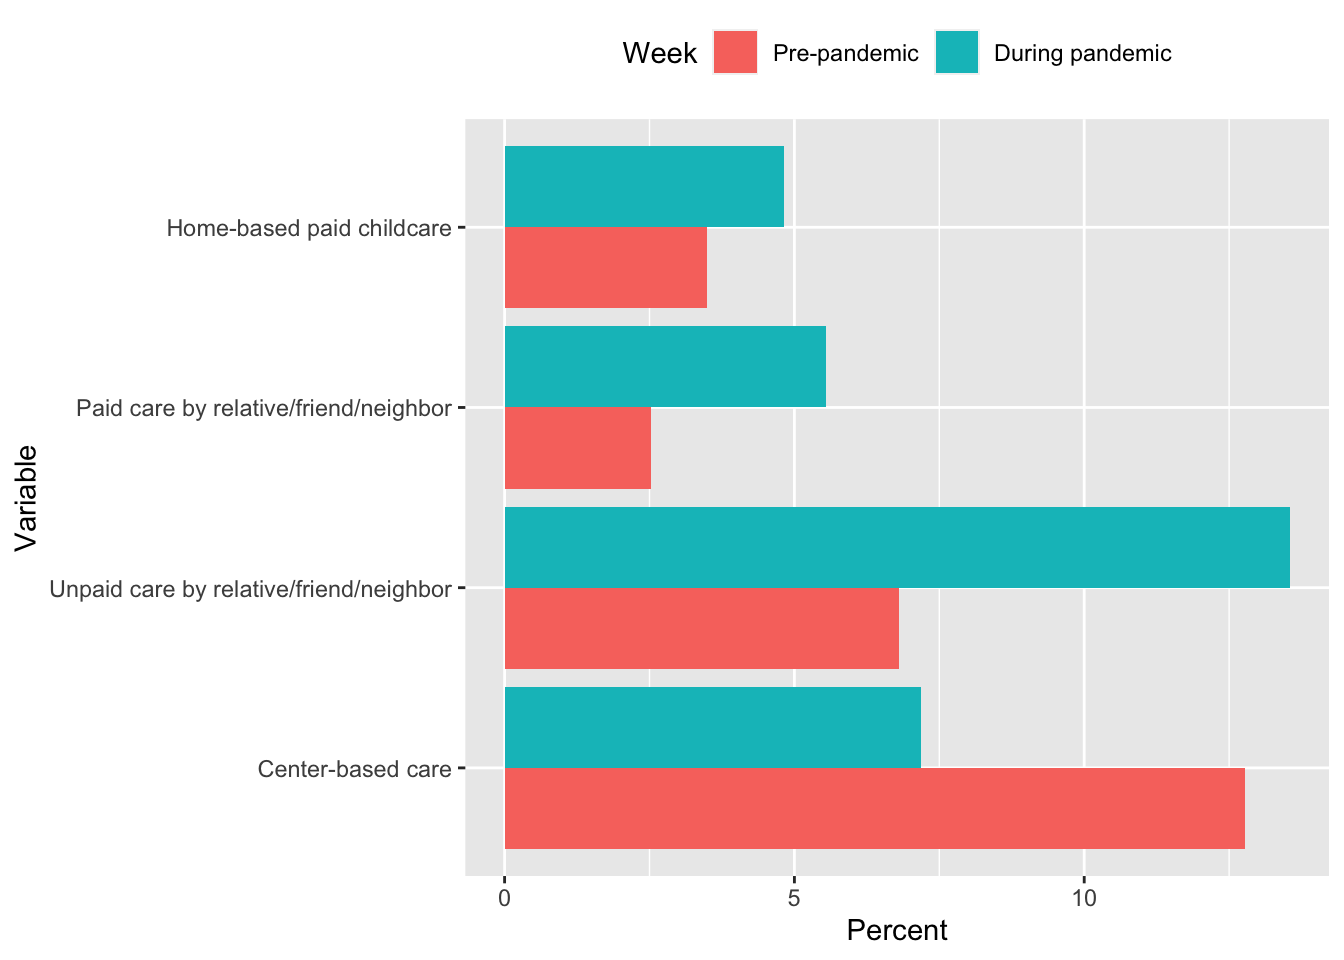 Week Pre-pandemic During pandemic
Home-based paid childcare
Paid care by relative/friend/neighbor
Unpaid care by relative/friend/neighbor
Center-based care
Variable
0 5 10
Percent